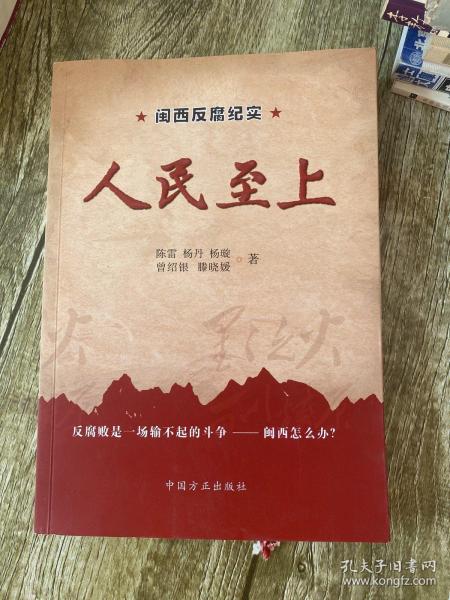 ★ 闽西反腐纪实 ★
人民至上
陈雷 杨丹 杨璇
曾绍银 滕晓媛
著
反腐败是一场输不起的斗争 —— 闽西怎么办?
中国方正出版社
孔夫子旧书网
www.kongfz.com